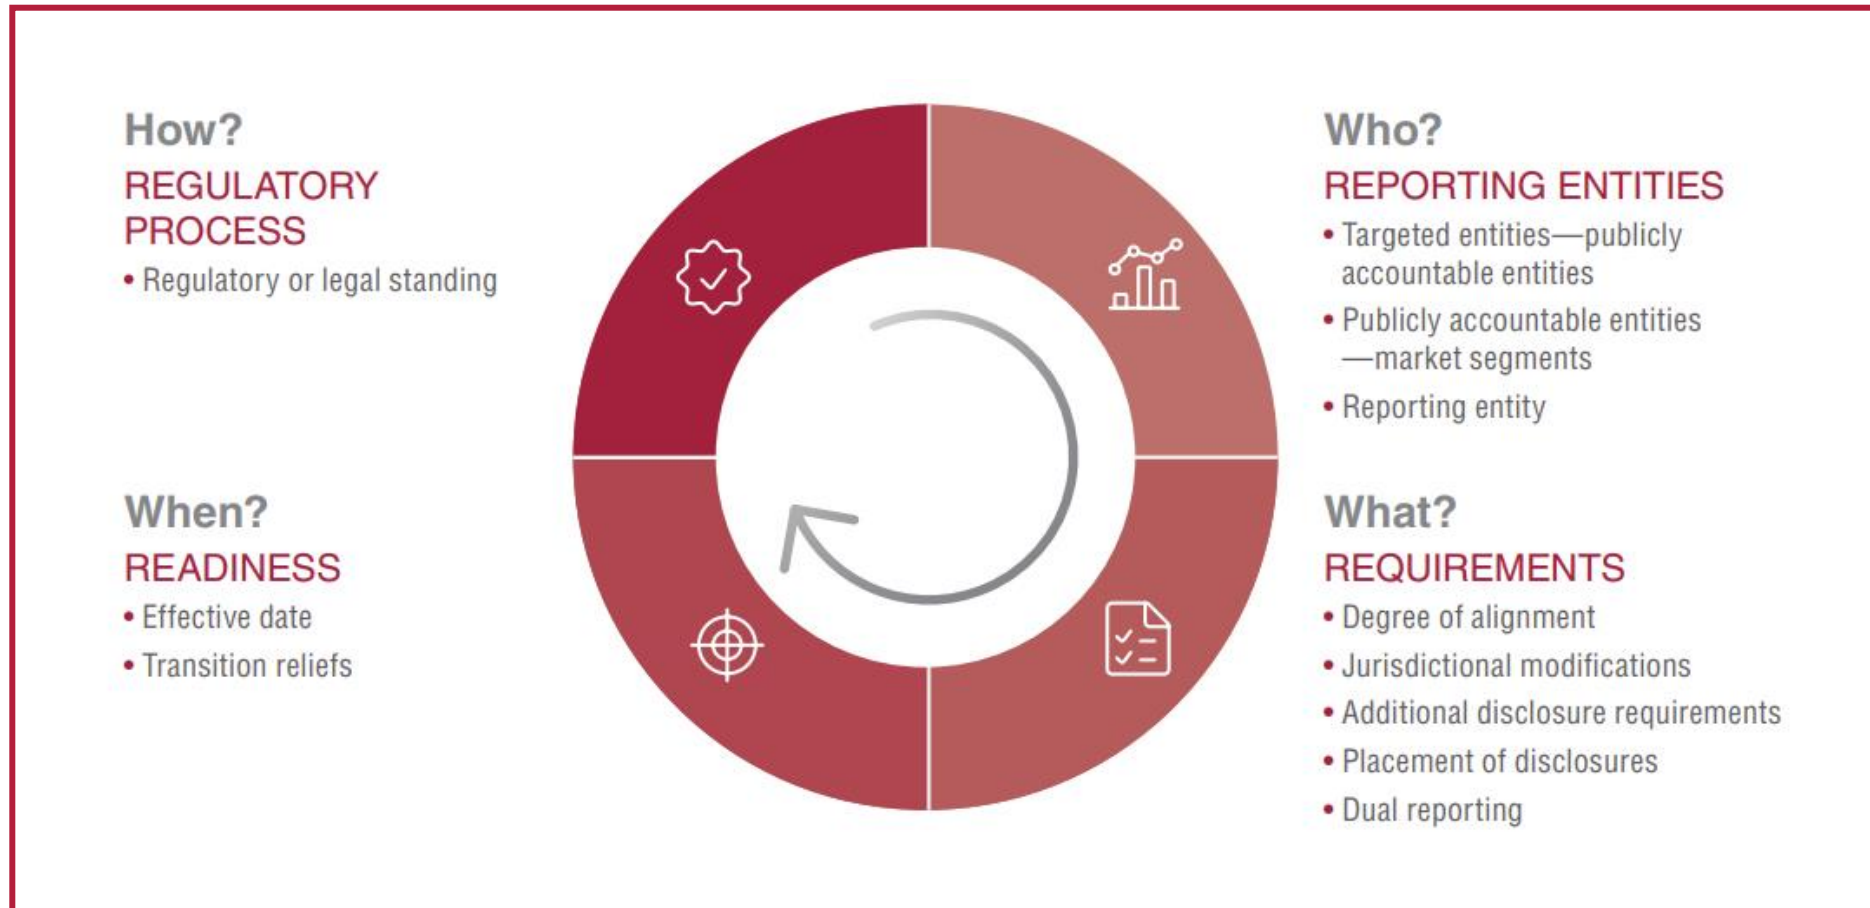 How?
REGULATORY
PROCESS
• Regulatory or legal standing
Who?
REPORTING ENTITIES
• Targeted entities—publicly
accountable entities
• Publicly accountable entities
—market segments
• Reporting entity
When?
READINESS
• Effective date
• Transition reliefs
What?
REQUIREMENTS
• Degree of alignment
• Jurisdictional modifications
• Additional disclosure requirements
• Placement of disclosures
• Dual reporting